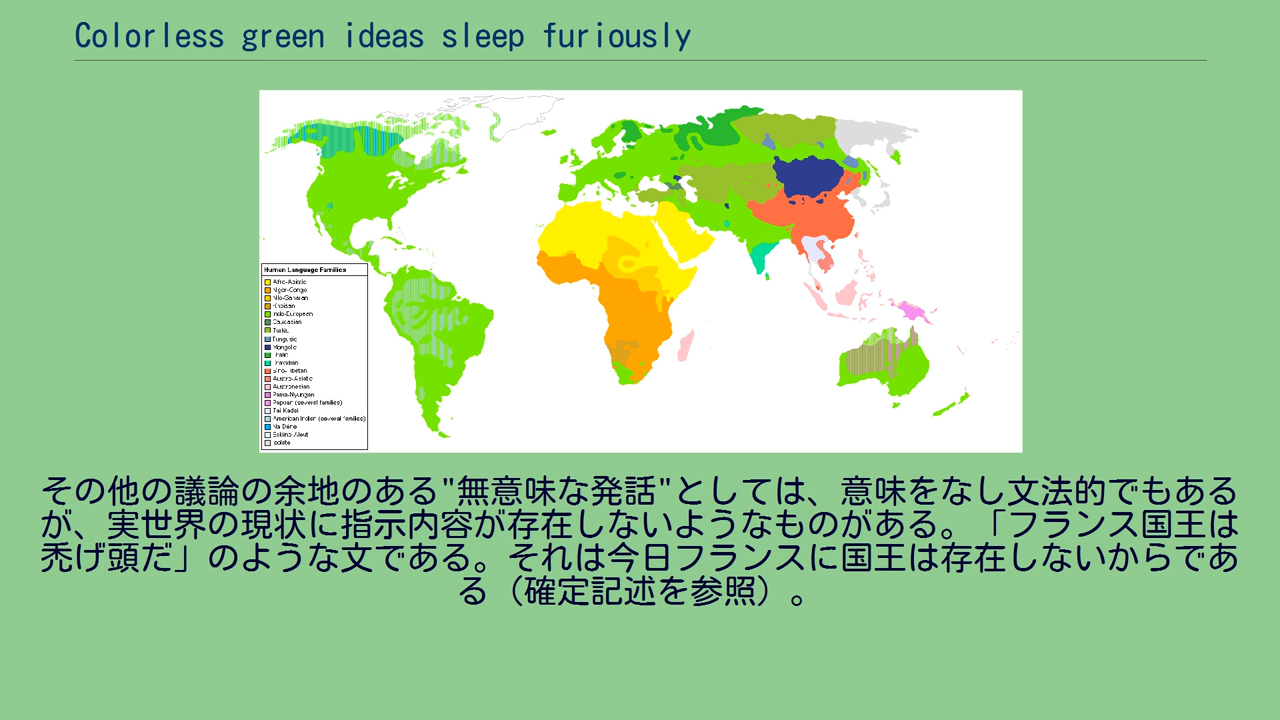 Colorless green ideas sleep furiously
Human Language Families
Afro-Asiatic
Niger-Congo
Nilo-Saharan
Khoisan
Indo-European
Caucasian
Turkic
Tungusic
Mongolic
Uralic
Dravidian
Sino-Tibetan
Austro-Asiatic
Austronesian
Pama-Nyungan
Papuan (several families)
Tai Kadai
American Indian (several families)
Na Dene
Eskimo Aleut
Isolate
その他の議論の余地のある"無意味な発話"としては、意味をなし文法的でもある
が、実世界の現状に指示内容が存在しないようなものがある。「フランス国王は
禿げ頭だ」のような文である。それは今日フランスに国王は存在しないからであ
る（確定記述を参照）。